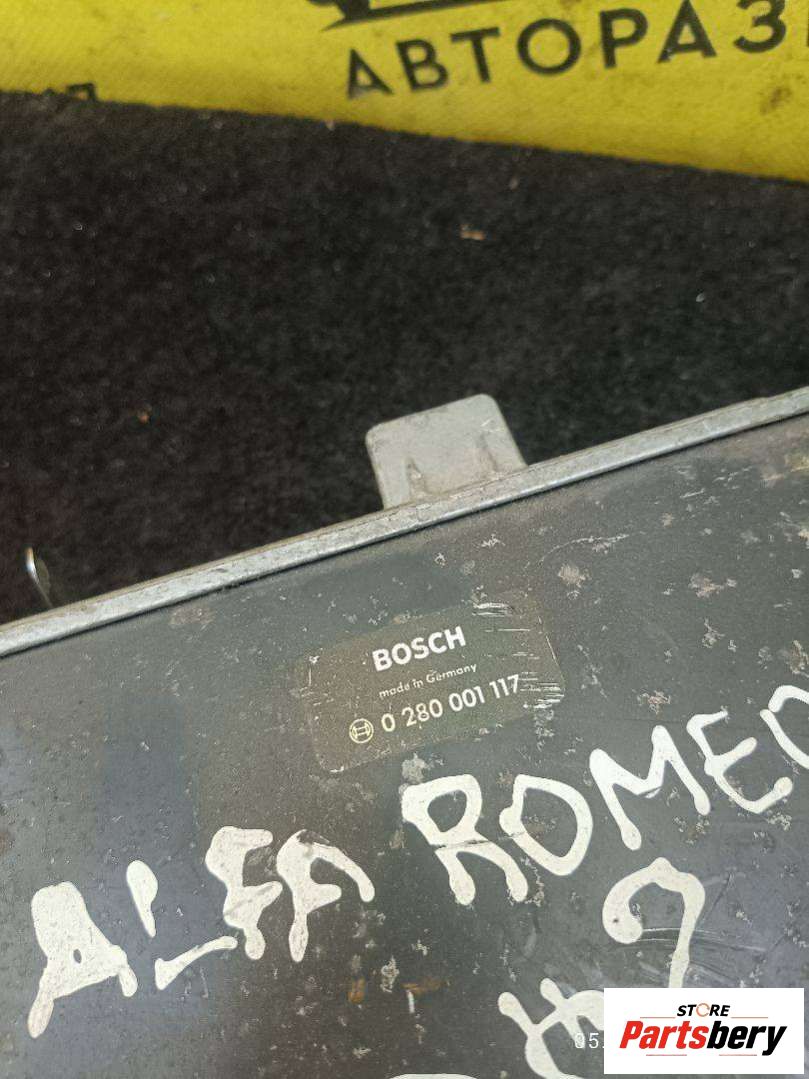 АВТОРАЗ
BOSCH
made in Germany
0 280 001 117
ALFA ROMEO
?
STORE
Partsbery